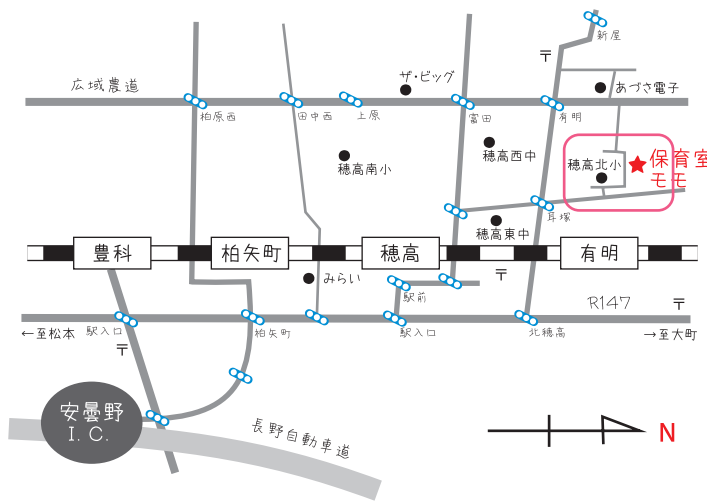 新屋
〒
ザ・ビッグ
広域農道
あづさ電子
柏原西
田中西
上原
富田
有明
穂高南小
穂高西中
穂高北小
保育室
モモ
耳塚
穂高東中
豊科
柏矢町
穂高
有明
みらい
〒
駅前
R147
〒
←至松本
駅入口
柏矢町
駅入口
北穂高
→至大町
〒
安曇野
I.C.
長野自動車道
N